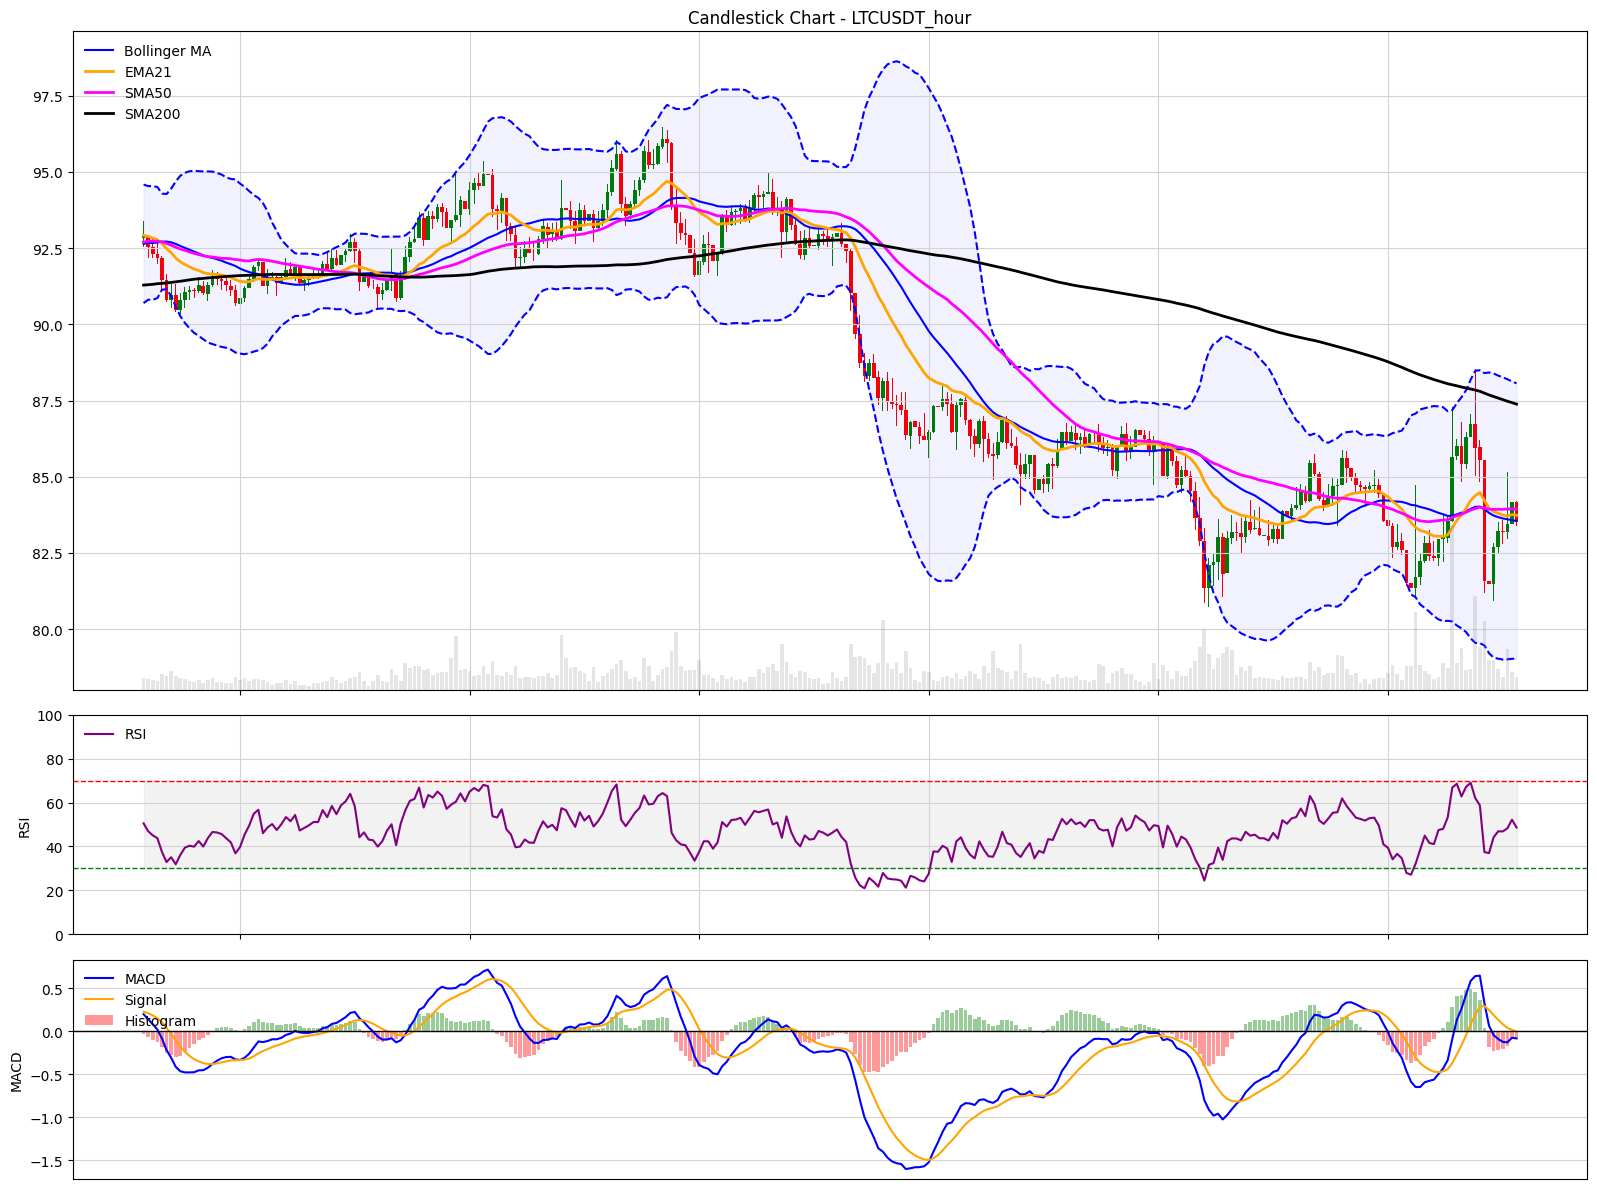 Candlestick Chart - LTCUSDT_hour
Bollinger MA
EMA21
SMA50
SMA200
97.5
95.0
92.5
90.0
87.5
85.0
82.5
80.0
RSI
100
80
60
40
20
0
RSI
MACD
Signal
Histogram
0.5
0.0
−0.5
−1.0
−1.5
MACD